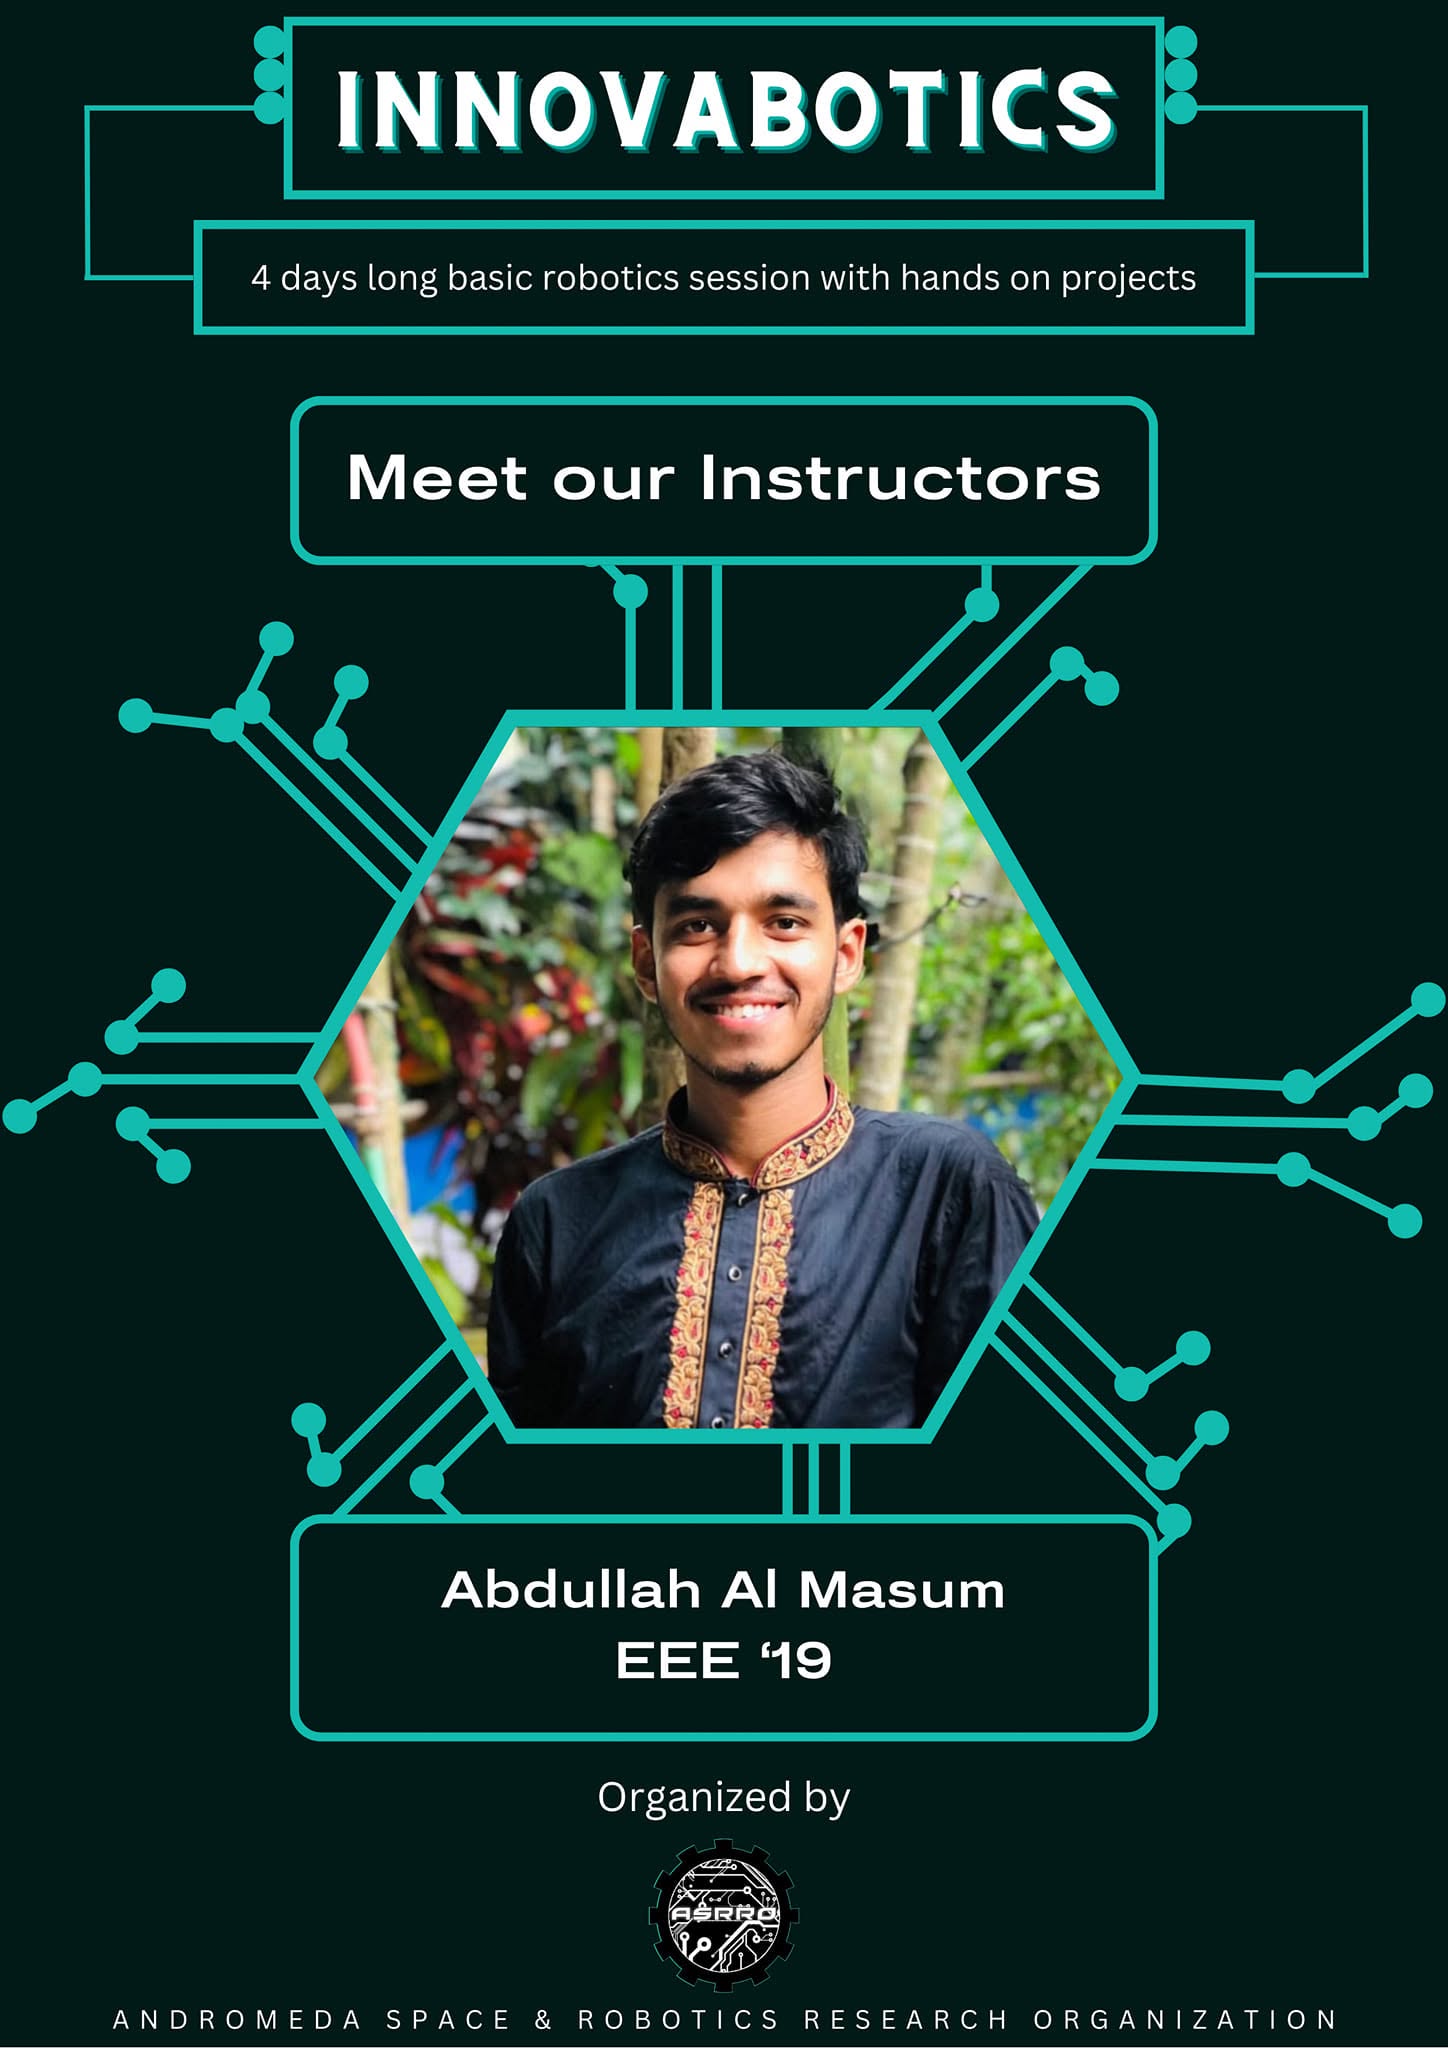 INNOVABOTICS
4 days long basic robotics session with hands on projects
Meet our Instructors
Abdullah Al Masum
EEE ‘19
Organized by
ASRRO
ANDROMEDA SPACE & ROBOTICS RESEARCH ORGANIZATION